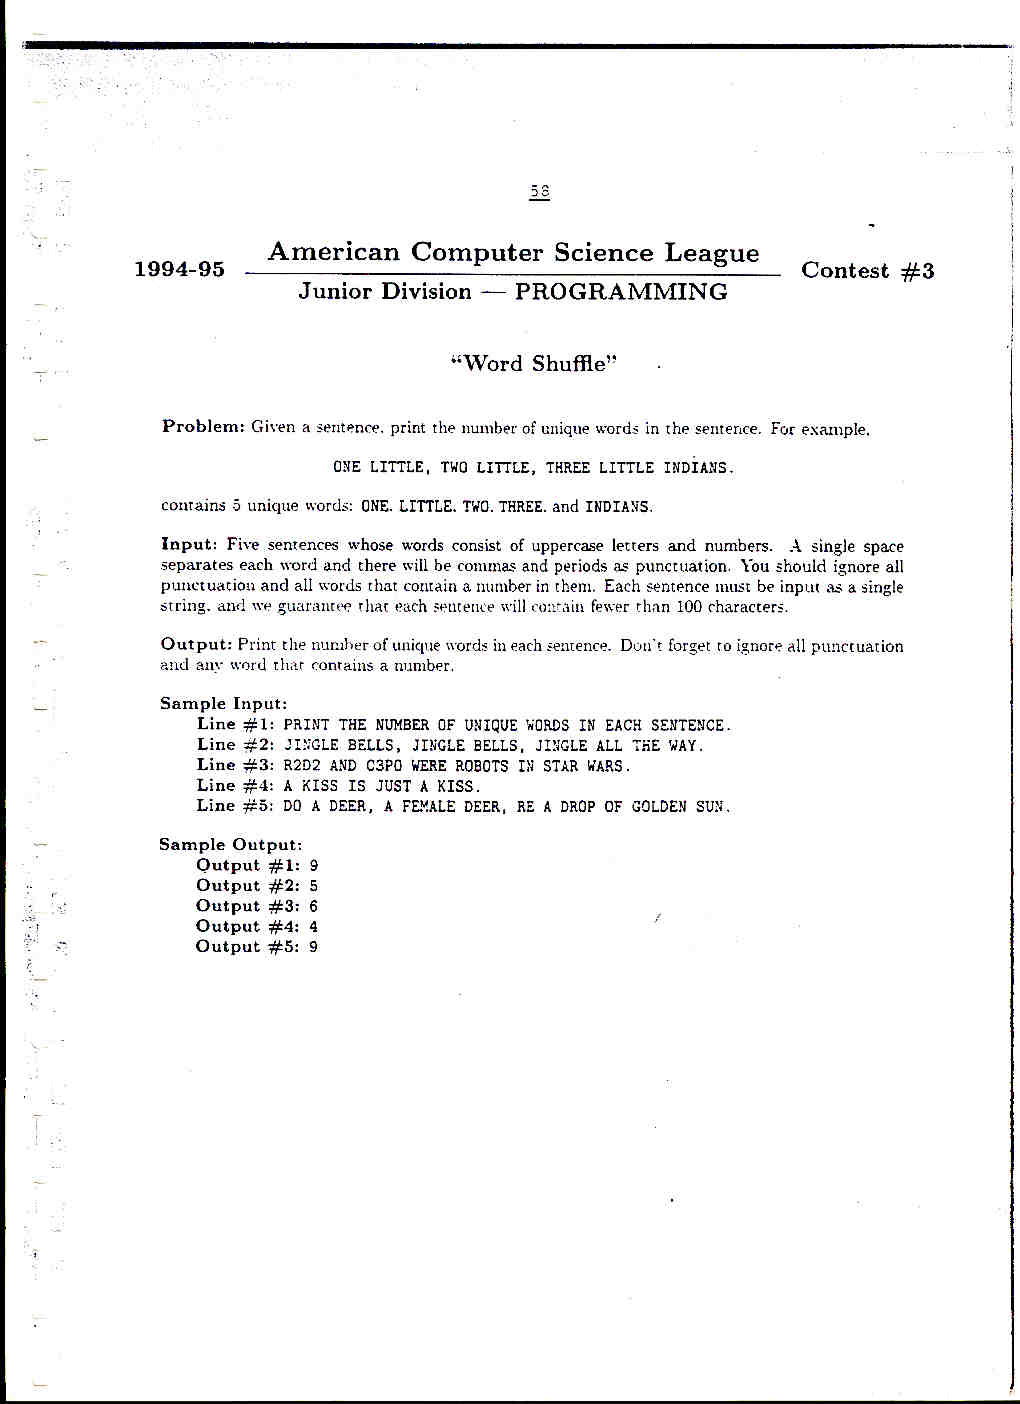 58
American Computer Science League
1994-95
Contest #3
Junior Division — PROGRAMMING
“Word Shuffle”
Problem: Given a sentence, print the number of unique words in the sentence. For example,
ONE LITTLE, TWO LITTLE, THREE LITTLE INDIANS.
contains 5 unique words: ONE, LITTLE, TWO, THREE, and INDIANS.
Input: Five sentences whose words consist of uppercase letters and numbers. A single space
separates each word and there will be commas and periods as punctuation. You should ignore all
punctuation and all words that contain a number in them. Each sentence must be input as a single
string, and we guarantee that each sentence will contain fewer than 100 characters.
Output: Print the number of unique words in each sentence. Don't forget to ignore all punctuation
and any word that contains a number.
Sample Input:
Line #1: PRINT THE NUMBER OF UNIQUE WORDS IN EACH SENTENCE.
Line #2: JINGLE BELLS, JINGLE BELLS, JINGLE ALL THE WAY.
Line #3: R2D2 AND C3PO WERE ROBOTS IN STAR WARS.
Line #4: A KISS IS JUST A KISS.
Line #5: DO A DEER, A FEMALE DEER, RE A DROP OF GOLDEN SUN.
Sample Output:
Output #1: 9
Output #2: 5
Output #3: 6
Output #4: 4
Output #5: 9